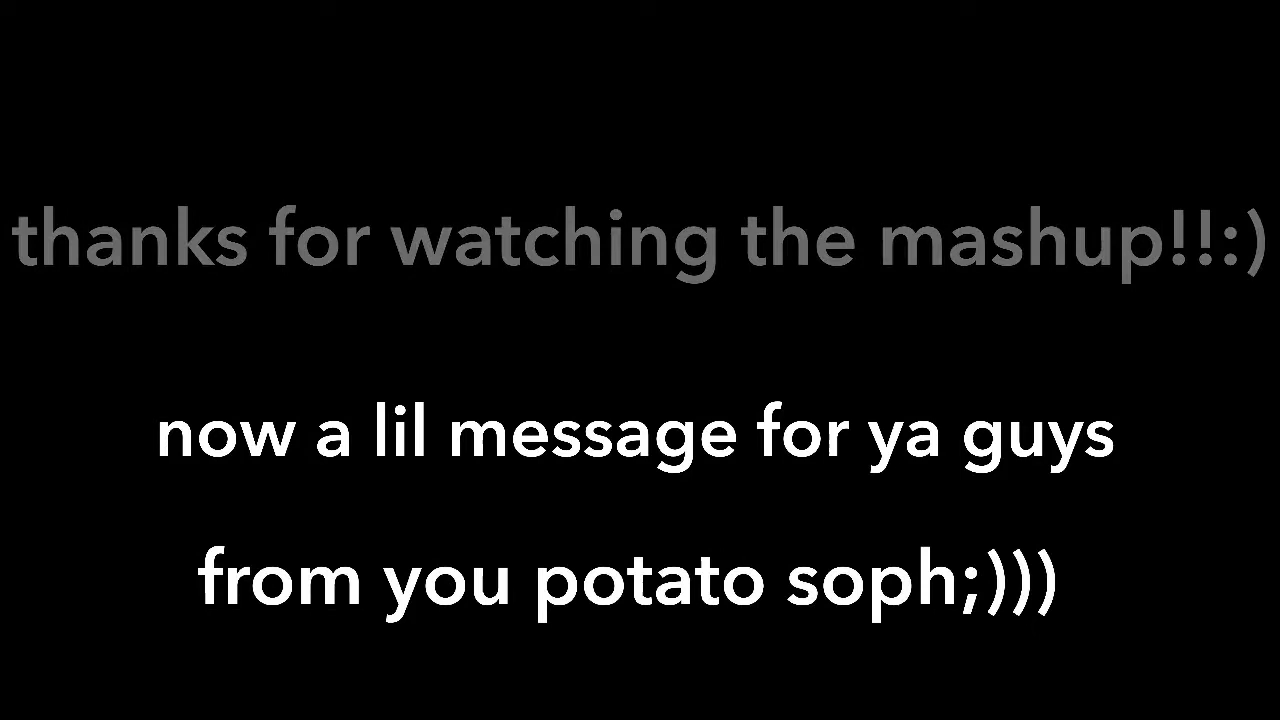 thanks for watching the mashup!!:)
now a lil message for ya guys
from you potato soph;)))